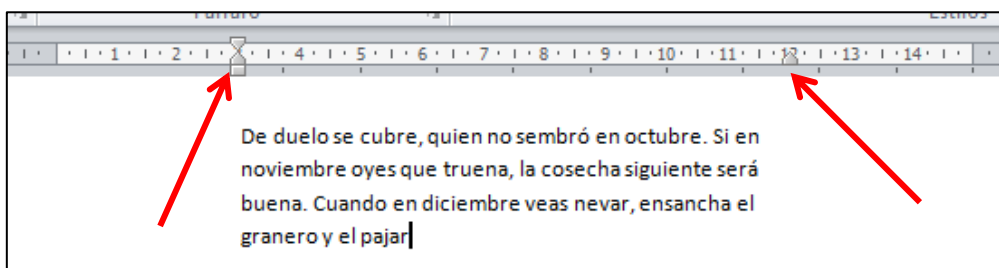 Párrafo
Estilos
1 2 4 5 6 7 8 9 10 11 12 13 14
De duelo se cubre, quien no sembró en octubre. Si en
noviembre oyes que truena, la cosecha siguiente será
buena. Cuando en diciembre veas nevar, ensancha el
granero y el pajar